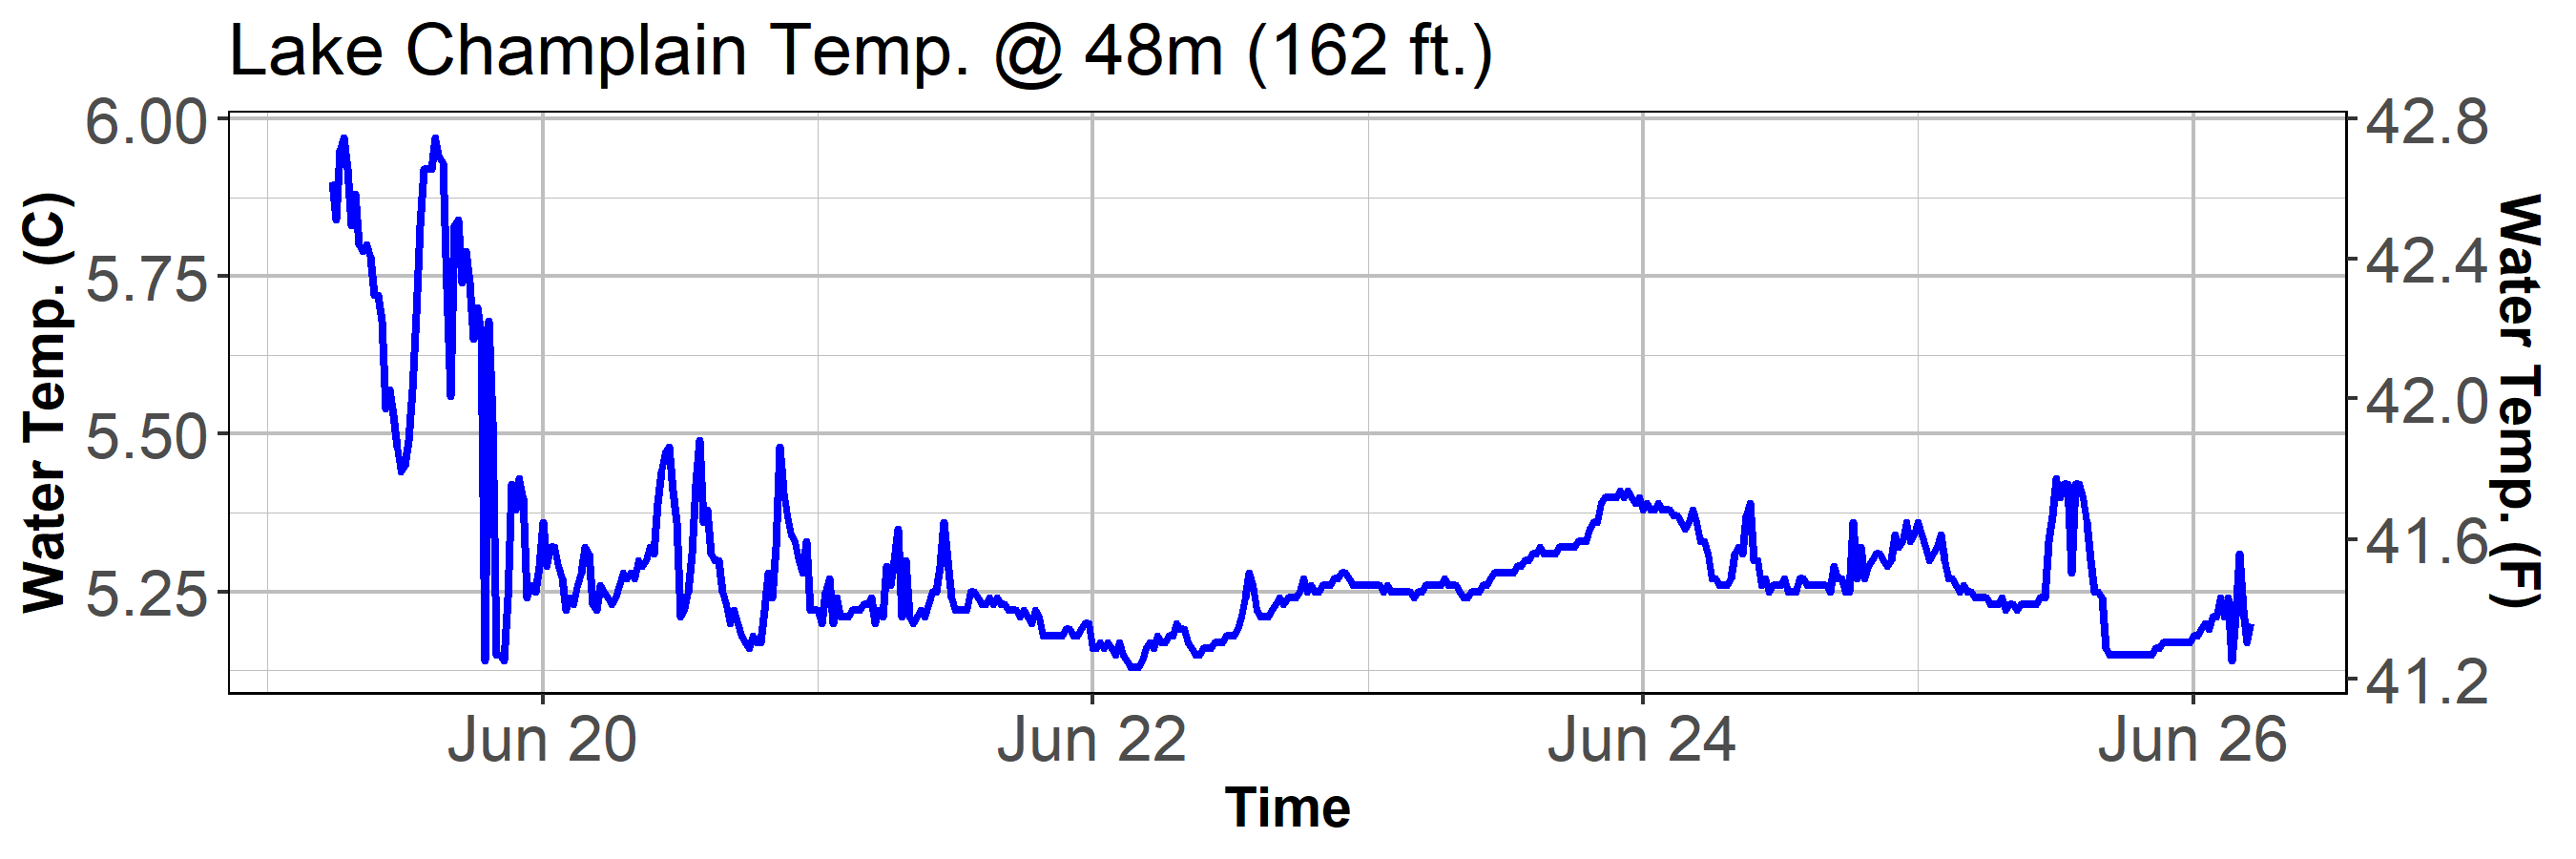 Lake Champlain Temp. @ 48m (162 ft.)
6.00
5.75
5.50
5.25
Water Temp. (C)
42.8
42.4
42.0
41.6
41.2
Water Temp. (F)
Jun 20
Jun 22
Jun 24
Jun 26
Time